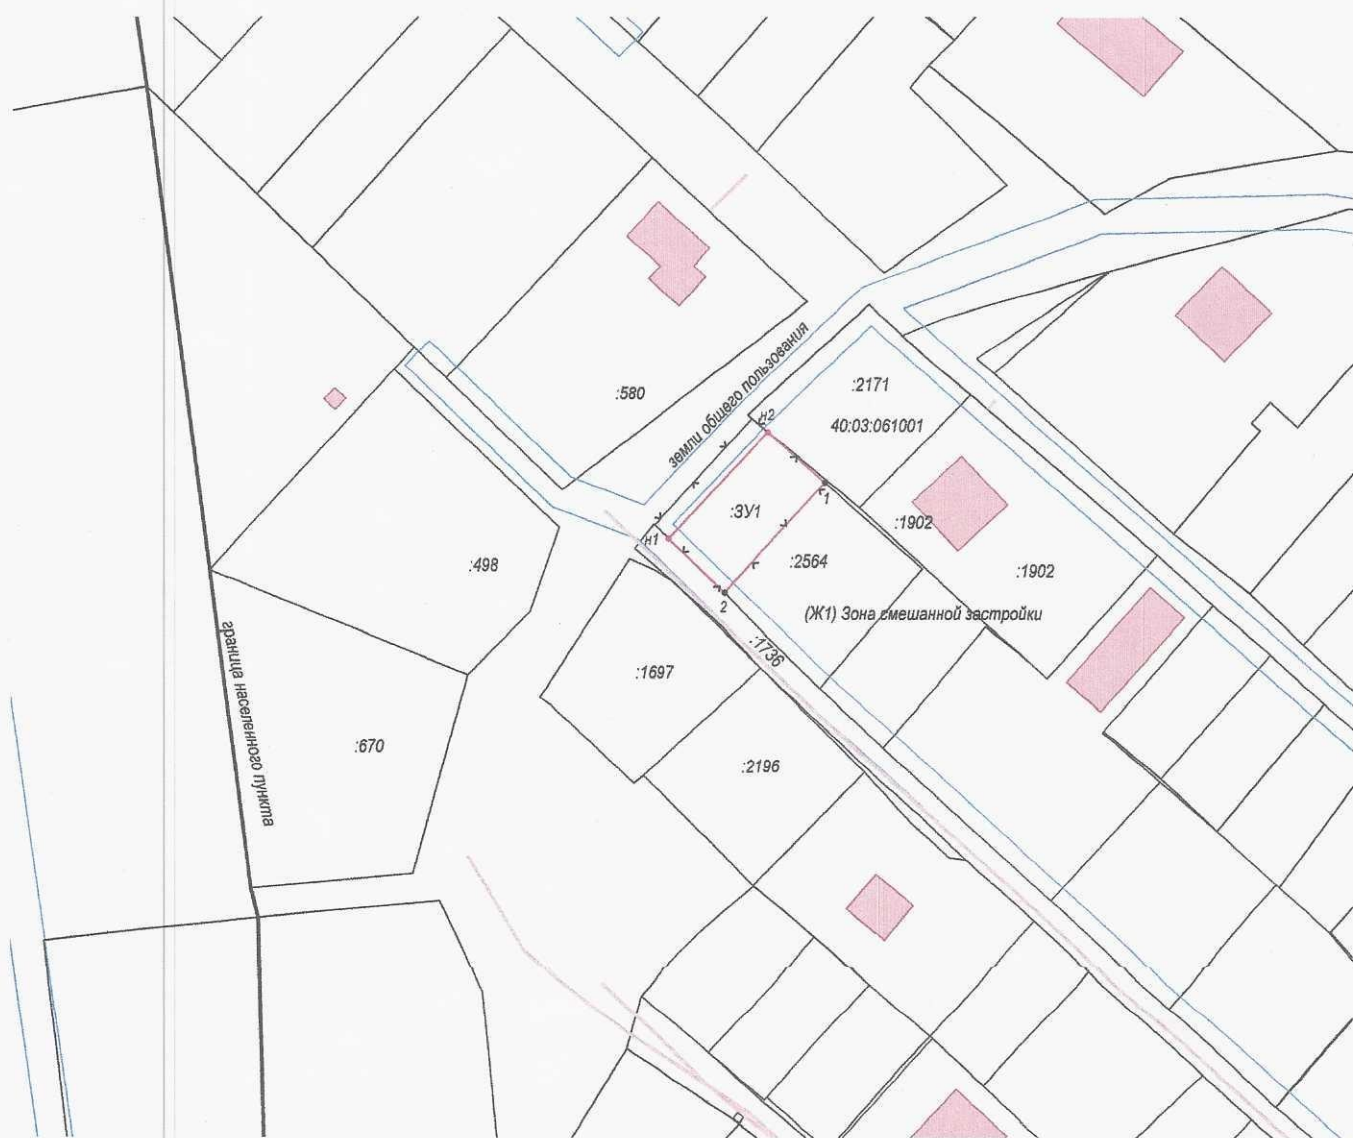 :2171
:580
земли общего пользования
н2
40:03:061001
1
:ЗУ1
:1902
н1
:498
:2564
:1902
2
(Ж1) Зона смешанной застройки
:1736
граница населенного пункта
:1697
:670
:2196